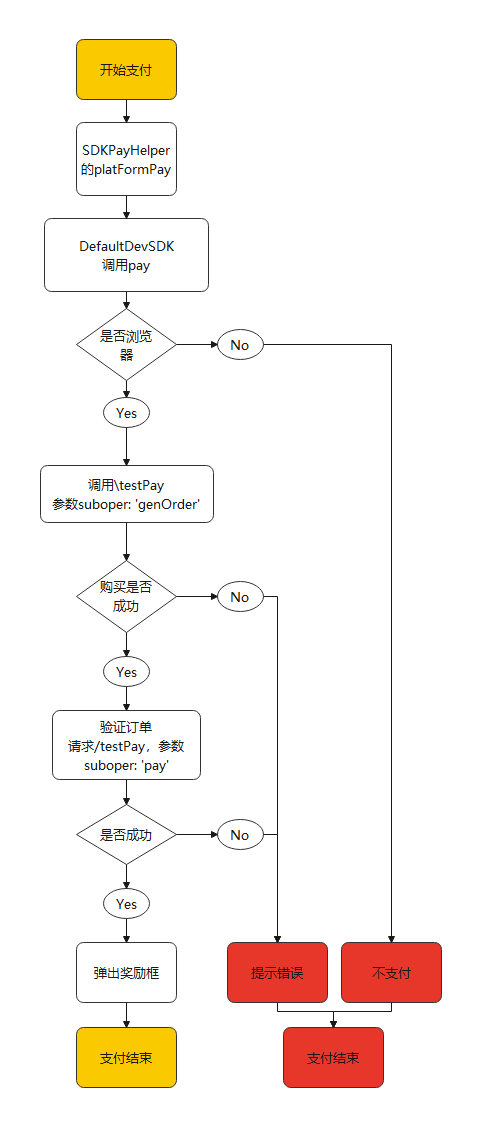 开始支付
SDKPayHelper
的platFormPay
DefaultDevSDK
调用pay
是否浏览
器
No
Yes
调用\testPay
参数suboper: 'genOrder'
购买是否
成功
No
Yes
验证订单
请求/testPay，参数
suboper: 'pay'
是否成功
No
Yes
弹出奖励框
提示错误
不支付
支付结束
支付结束